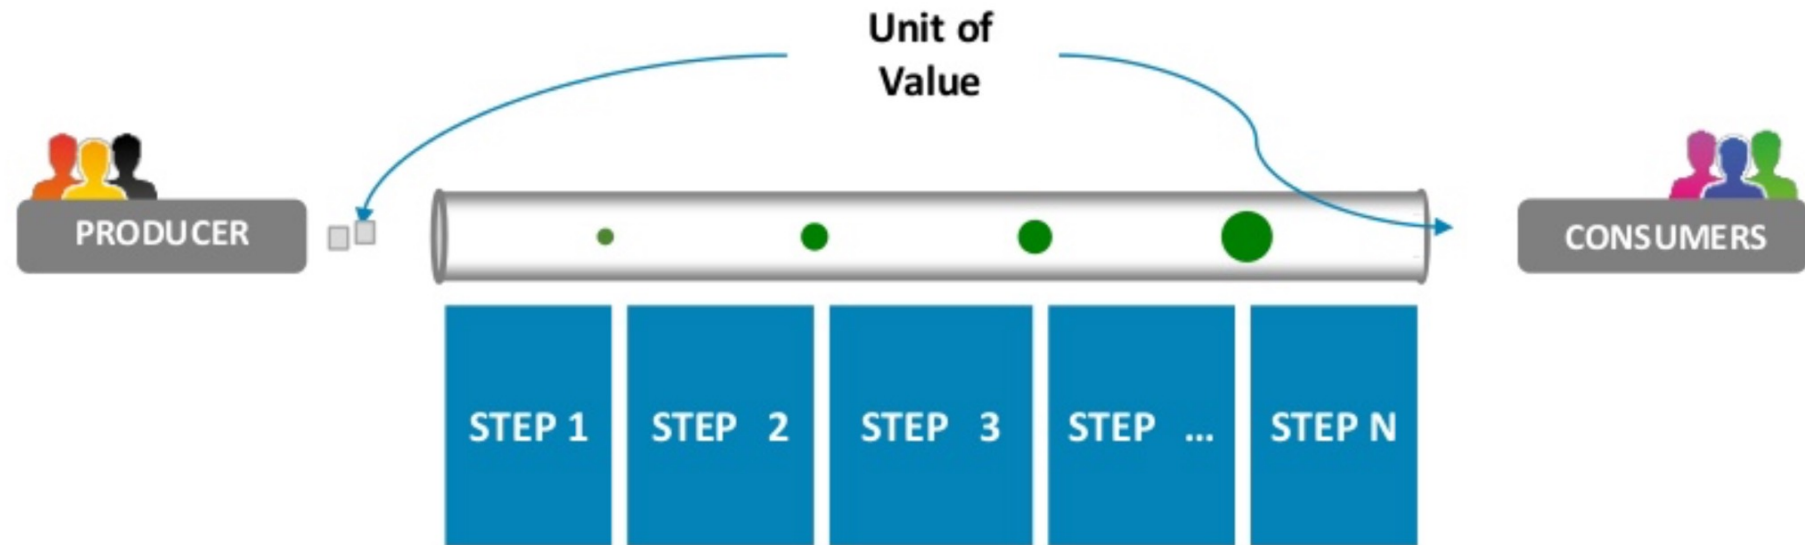 Unit of
Value
PRODUCER
CONSUMERS
STEP 1
STEP 2
STEP 3
STEP ...
STEP N